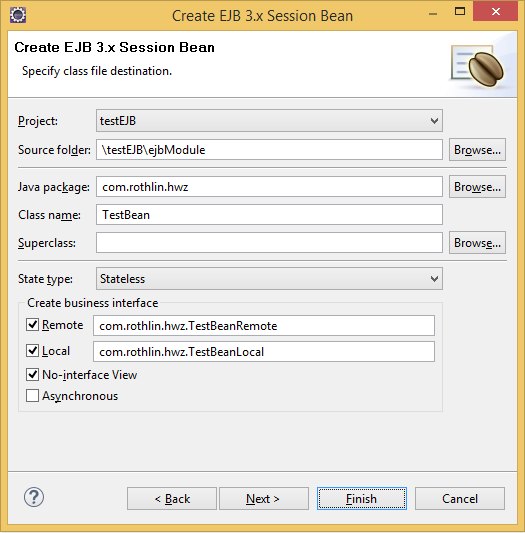 Create EJB 3.x Session Bean
Create EJB 3.x Session Bean
Specify class file destination.
Project: testEJB
Source folder: \testEJB\ejbModule Browse...
Java package: com.rothlin.hwz Browse...
Class name: TestBean
Superclass: Browse...
State type: Stateless
Create business interface
Remote com.rothlin.hwz.TestBeanRemote
Local com.rothlin.hwz.TestBeanLocal
No-interface View
Asynchronous
? < Back Next > Finish Cancel